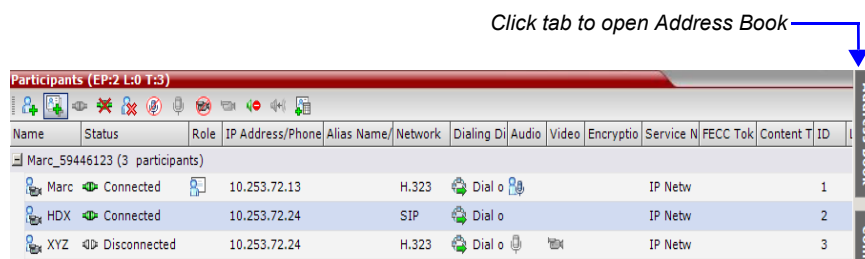 Click tab to open Address Book
Participants (EP:2 L:0 T:3)
Name Status Role IP Address/Phone Alias Name/ Network Dialing Di Audio Video Encryptio Service N FECC Tok Content T ID L
Marc_59446123 (3 participants)
Marc Connected 10.253.72.13 H.323 Dial o IP Netw 1
HDX Connected 10.253.72.24 SIP Dial o IP Netw 2
XYZ Disconnected 10.253.72.24 H.323 Dial o IP Netw 3